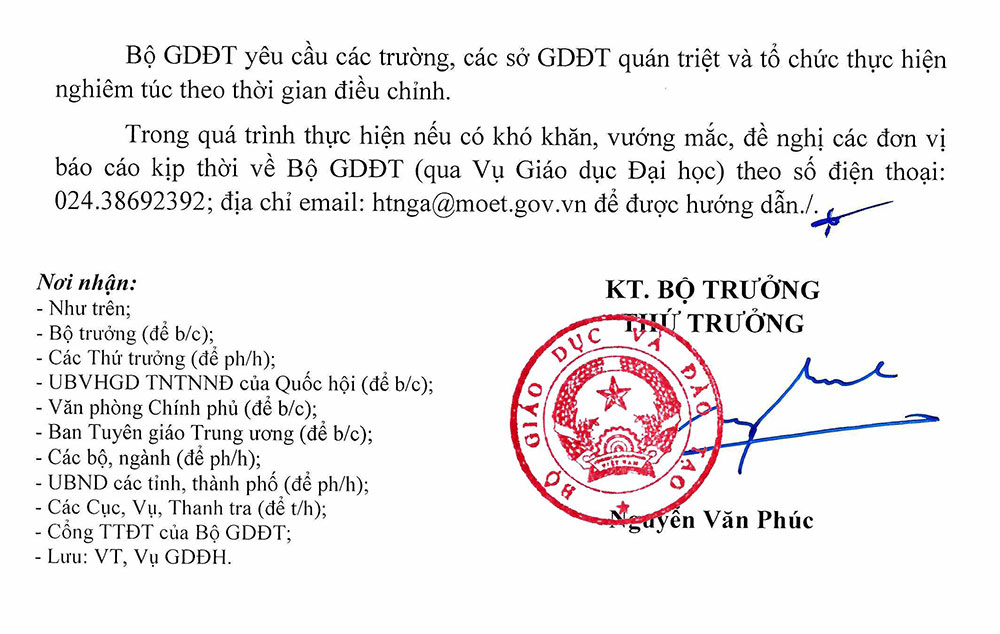 Bộ GDĐT yêu cầu các trường, các sở GDĐT quán triệt và tổ chức thực hiện
nghiêm túc theo thời gian điều chỉnh.
Trong quá trình thực hiện nếu có khó khăn, vướng mắc, đề nghị các đơn vị
báo cáo kịp thời về Bộ GDĐT (qua Vụ Giáo dục Đại học) theo số điện thoại:
024.38692392; địa chỉ email: htnga@moet.gov.vn để được hướng dẫn./.
Nơi nhận:
- Như trên;
- Bộ trưởng (để b/c);
- Các Thứ trưởng (để ph/h);
- UBVHGD TNTNNĐ của Quốc hội (để b/c);
- Văn phòng Chính phủ (để b/c);
- Ban Tuyên giáo Trung ương (để b/c);
- Các bộ, ngành (để ph/h);
- UBND các tỉnh, thành phố (để ph/h);
- Các Cục, Vụ, Thanh tra (để t/h);
- Cổng TTĐT của Bộ GDĐT;
- Lưu: VT, Vụ GDĐH.
KT. BỘ TRƯỞNG
THỨ TRƯỞNG
BỘ GIÁO DỤC VÀ ĐÀO TẠO
VIỆT NAM
Nguyễn Văn Phúc